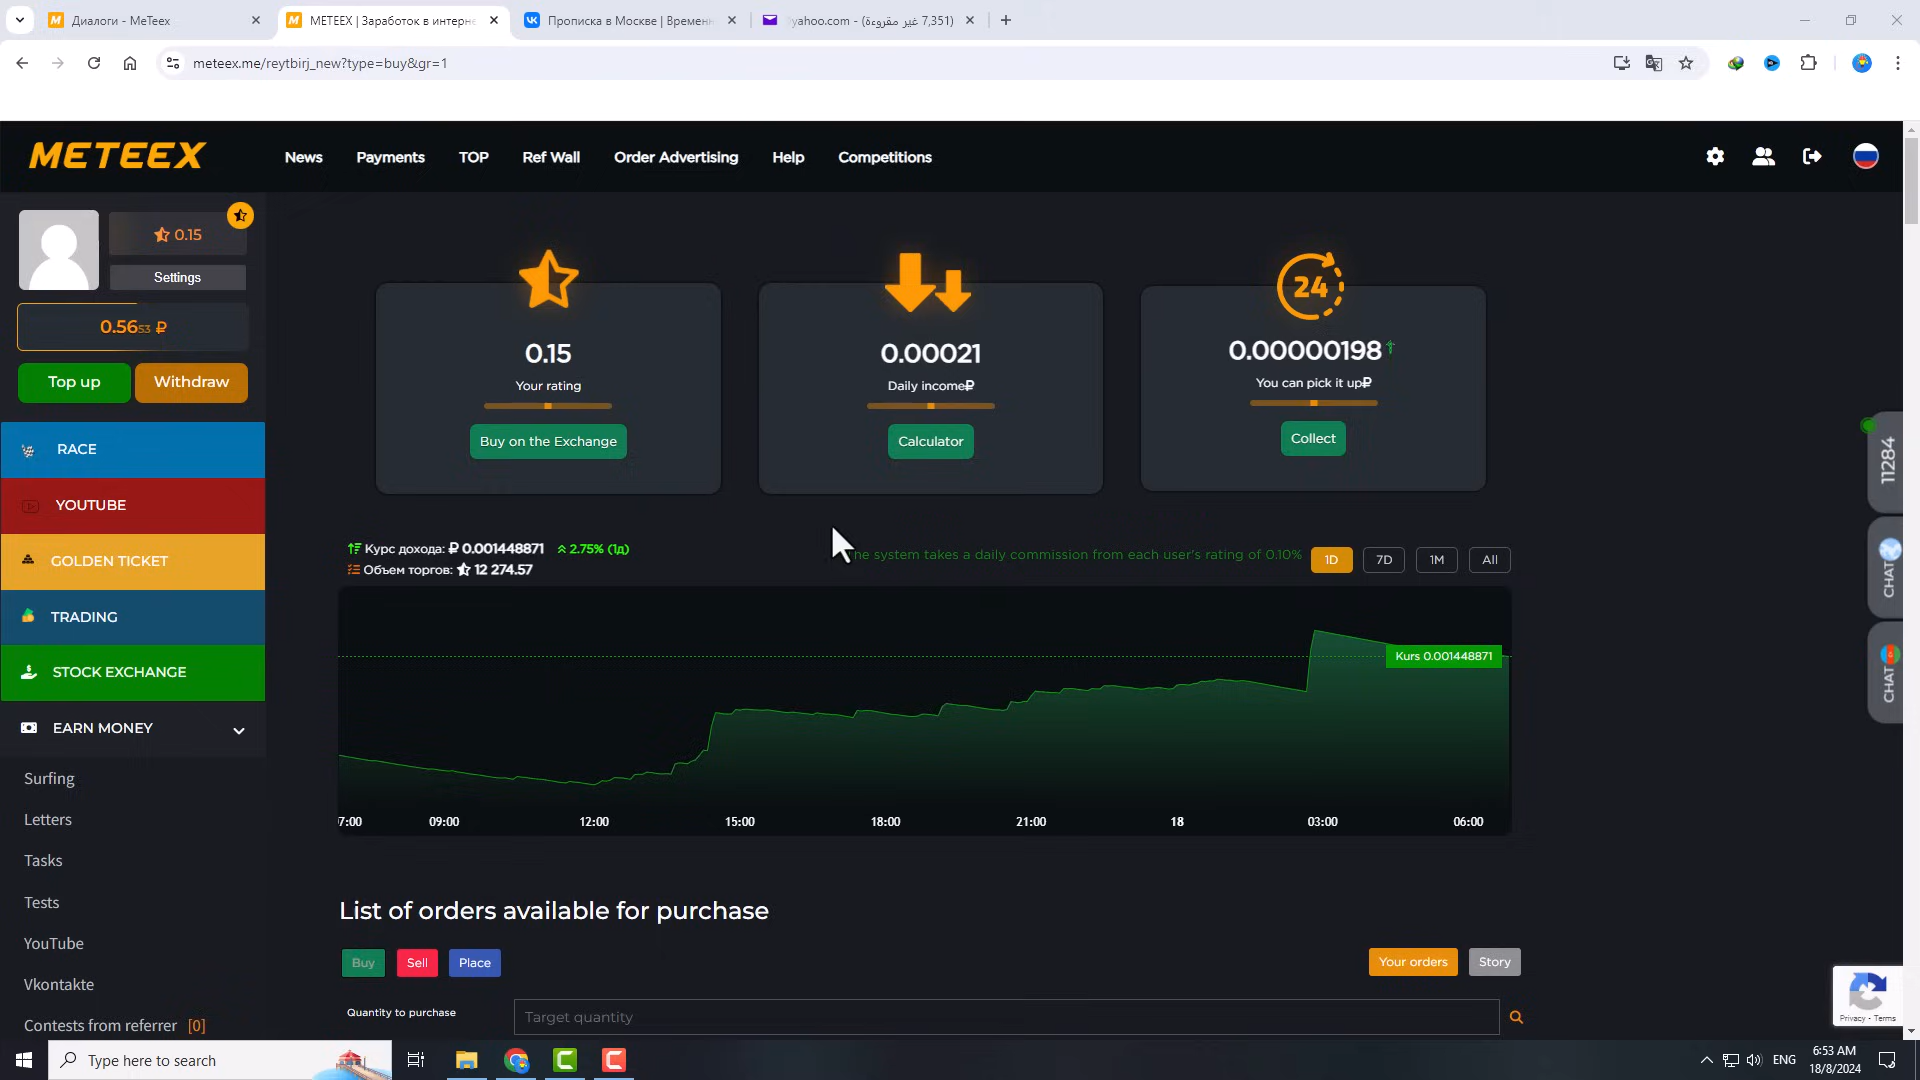 Диалоги - MeTeex
METEEX | Заработок в интерне
Прописка в Москве | Временн
yahoo.com - (7,351 غير مقروءة)
meteex.me/reytbirj_new?type=buy&gr=1
METEEX
News
Payments
TOP
Ref Wall
Order Advertising
Help
Competitions
0.15
Settings
0.5653 ₽
Top up
Withdraw
RACE
YOUTUBE
GOLDEN TICKET
TRADING
STOCK EXCHANGE
EARN MONEY
Surfing
Letters
Tasks
Tests
YouTube
Vkontakte
Contests from referrer [0]
0.15
Your rating
Buy on the Exchange
0.00021
Daily income₽
Calculator
24
0.00000198
You can pick it up₽
Collect
Курс дохода: ₽ 0.001448871 2.75% (1д)
Объем торгов: 12 274.57
he system takes a daily commission from each user's rating of 0.10%
1D
7D
1M
All
Kurs 0.001448871
7:00
09:00
12:00
15:00
18:00
21:00
18
03:00
06:00
List of orders available for purchase
Buy
Sell
Place
Your orders
Story
Quantity to purchase
Target quantity
11284
CHAT
CHAT
Privacy - Terms
Type here to search
ENG
6:53 AM
18/8/2024